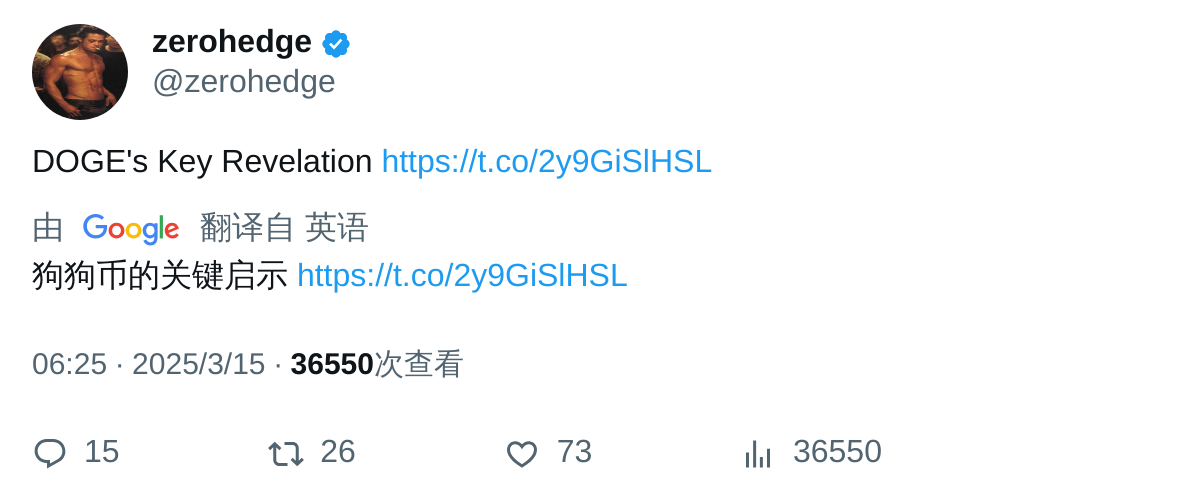 zerohedge
@zerohedge
DOGE's Key Revelation https://t.co/2y9GiSlHSL
由 Google 翻译自 英语
狗狗币的关键启示 https://t.co/2y9GiSlHSL
06:25 · 2025/3/15 · 36550次查看
15 26 73 36550